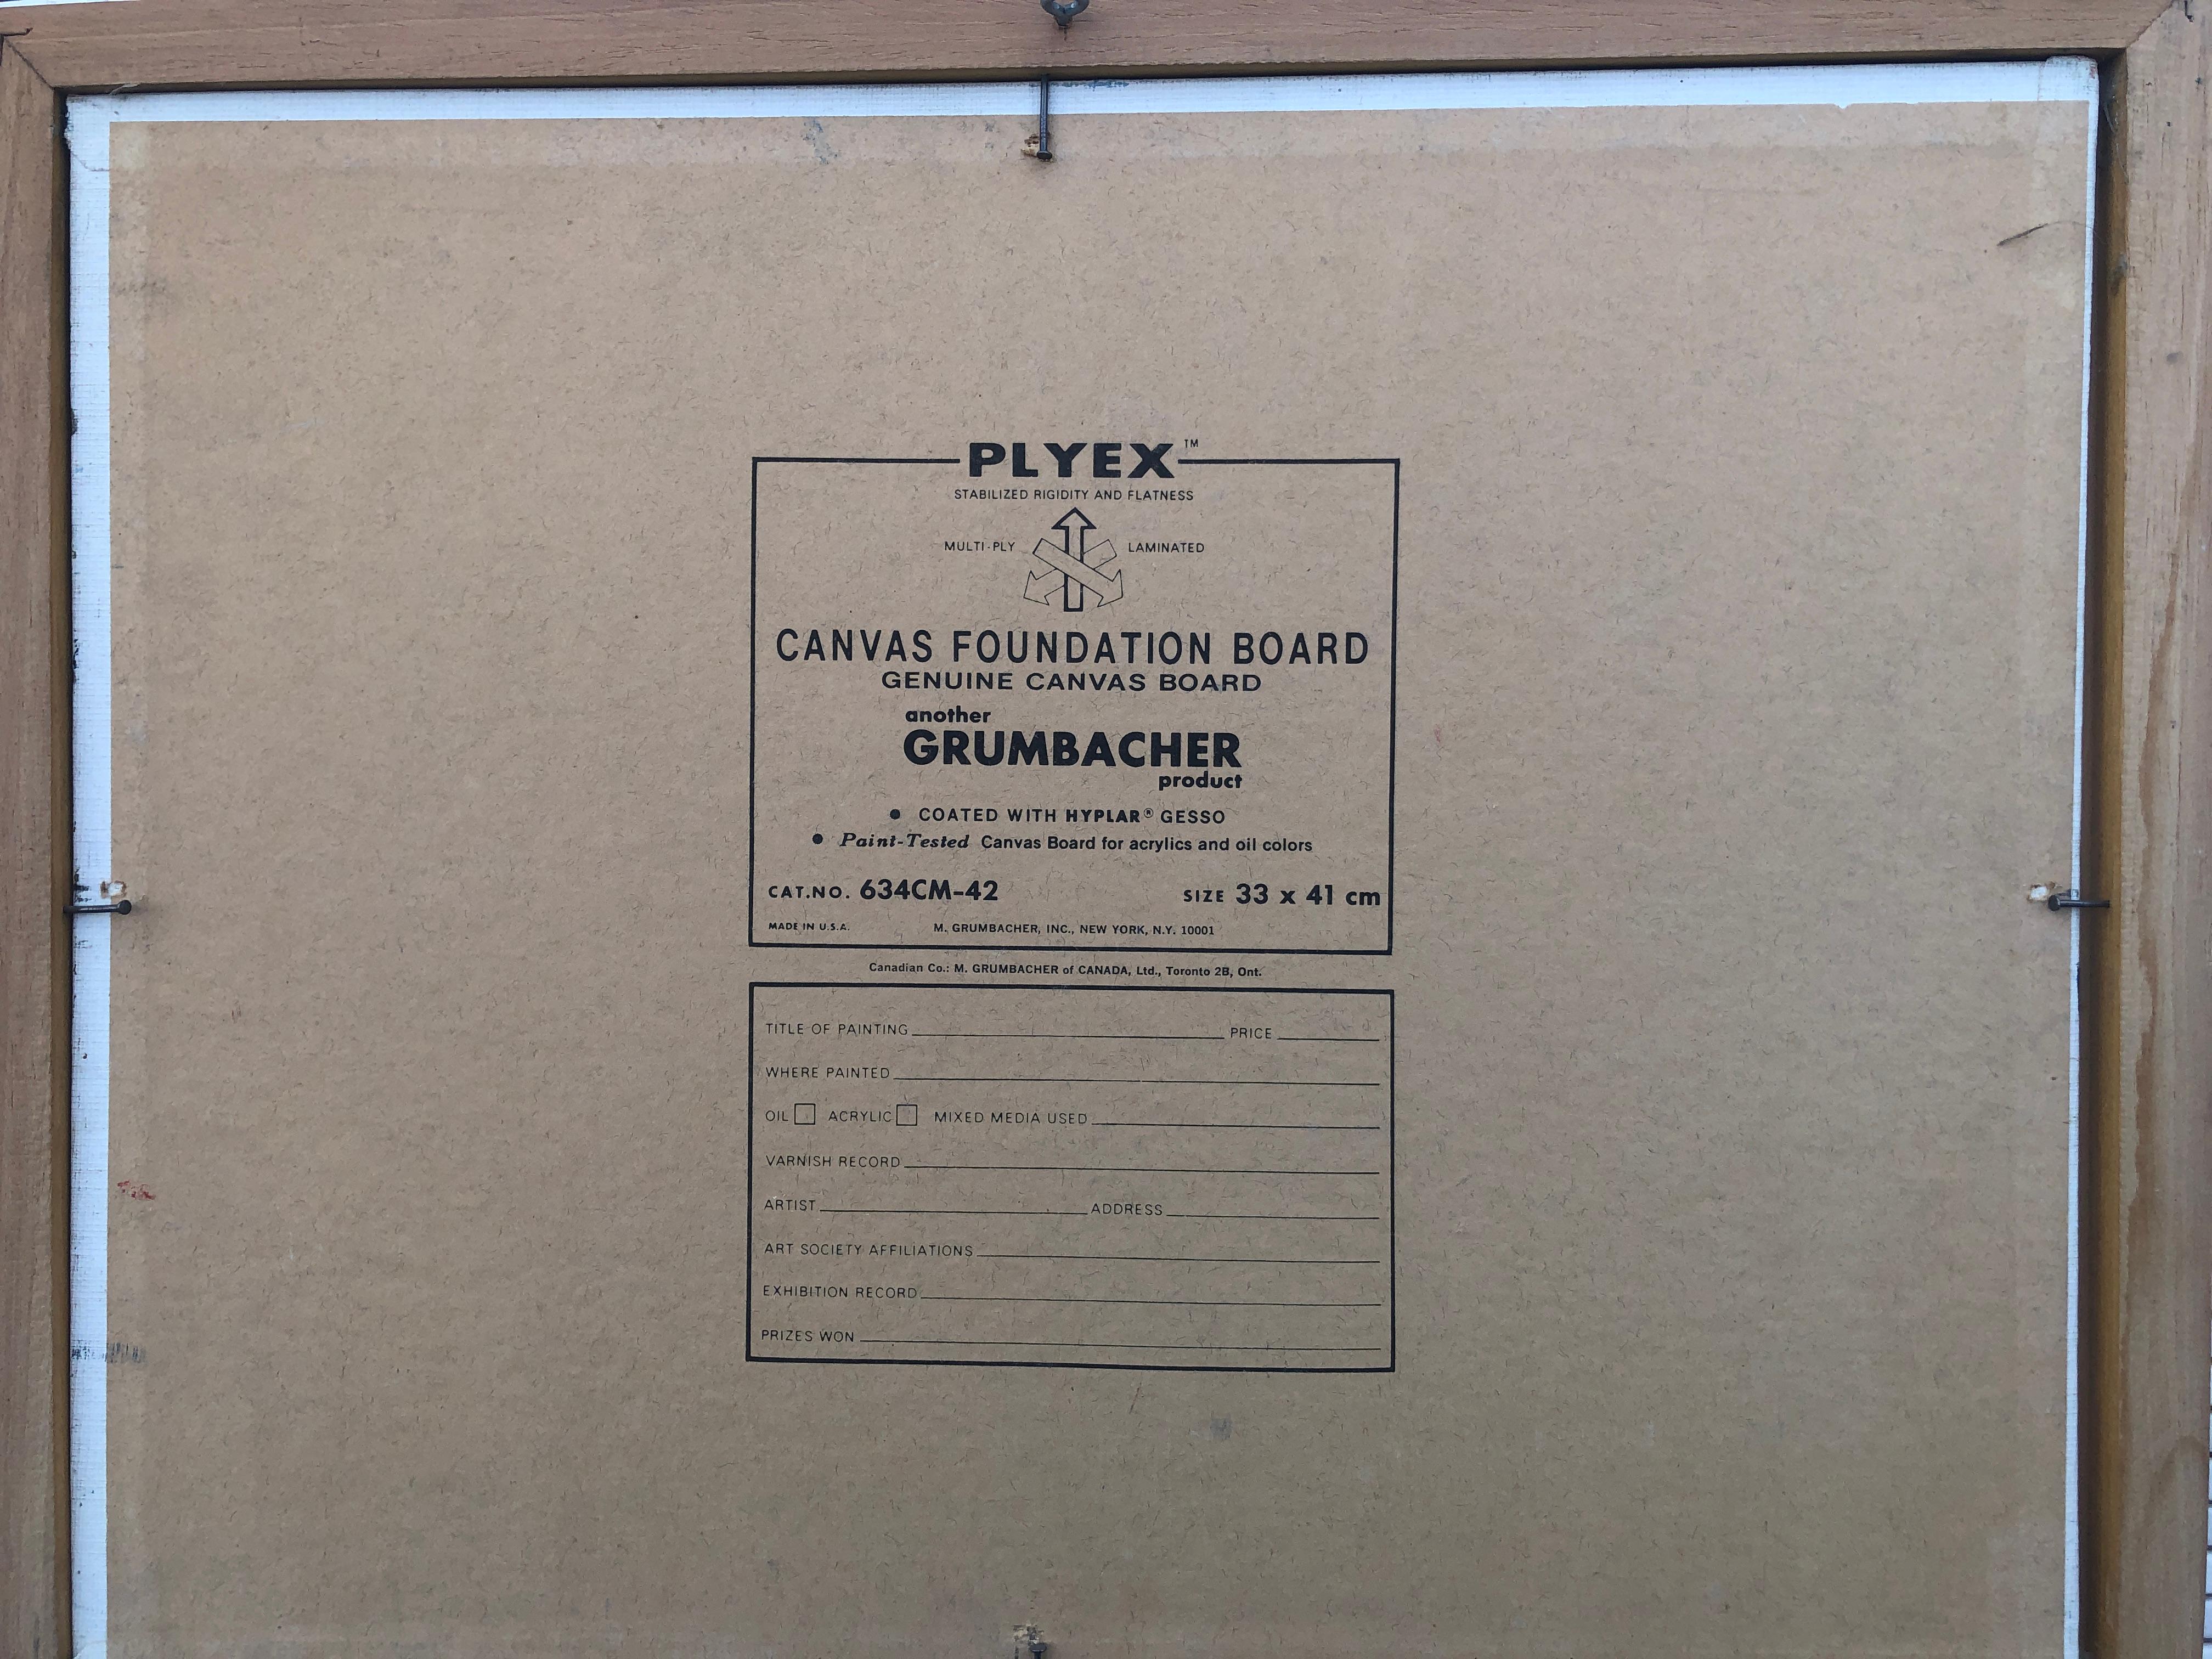 PLYEX™
STABILIZED RIGIDITY AND FLATNESS
MULTI-PLY LAMINATED
CANVAS FOUNDATION BOARD
GENUINE CANVAS BOARD
another
GRUMBACHER
product
• COATED WITH HYPLAR® GESSO
• Paint-Tested Canvas Board for acrylics and oil colors
CAT.NO. 634CM-42 SIZE 33 x 41 cm
MADE IN U.S.A. M. GRUMBACHER, INC., NEW YORK, N.Y. 10001
Canadian Co.: M. GRUMBACHER of CANADA, Ltd., Toronto 2B, Ont.
TITLE OF PAINTING PRICE
WHERE PAINTED
OIL ACRYLIC MIXED MEDIA USED
VARNISH RECORD
ARTIST ADDRESS
ART SOCIETY AFFILIATIONS
EXHIBITION RECORD
PRIZES WON